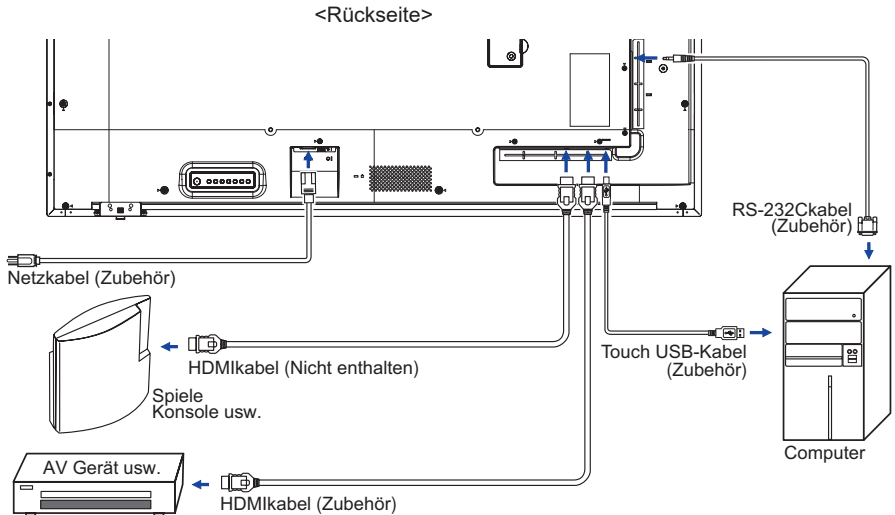 <Rückseite>
RS-232Ckabel
(Zubehör)
Netzkabel (Zubehör)
HDMIkabel (Nicht enthalten)
Touch USB-Kabel
(Zubehör)
Spiele
Konsole usw.
Computer
AV Gerät usw.
HDMIkabel (Zubehör)